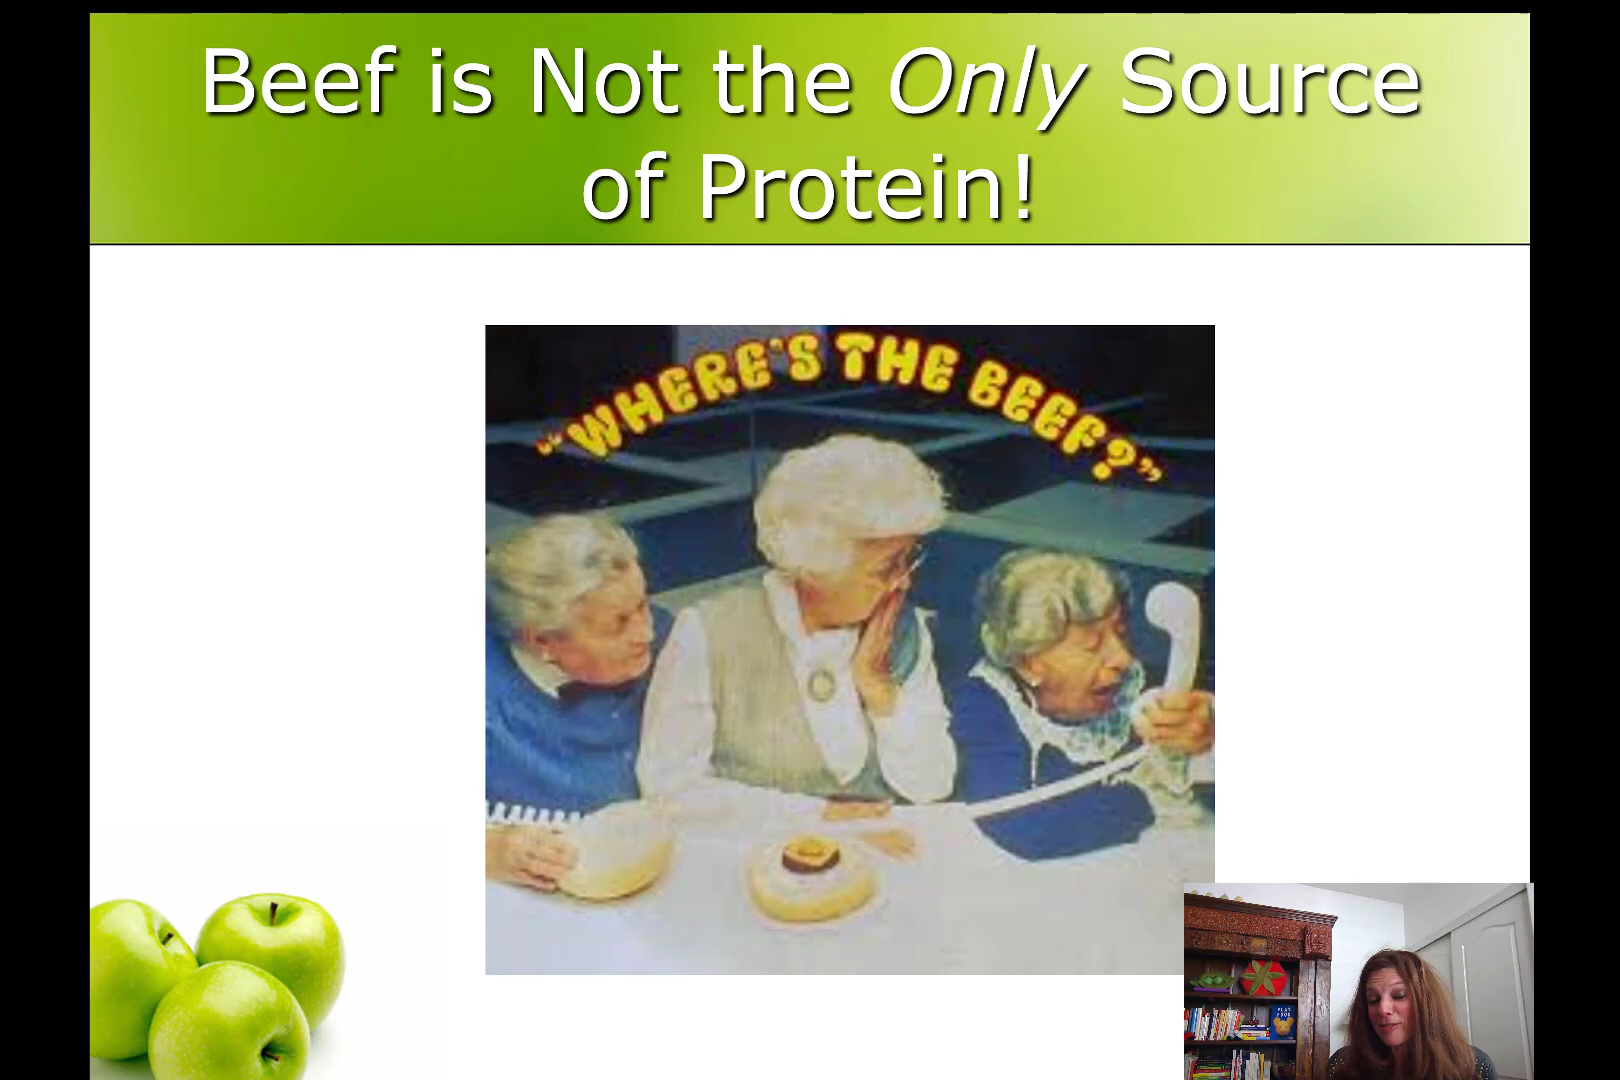 Beef is Not the Only Source
of Protein!
"WHERE'S THE BEEF?"